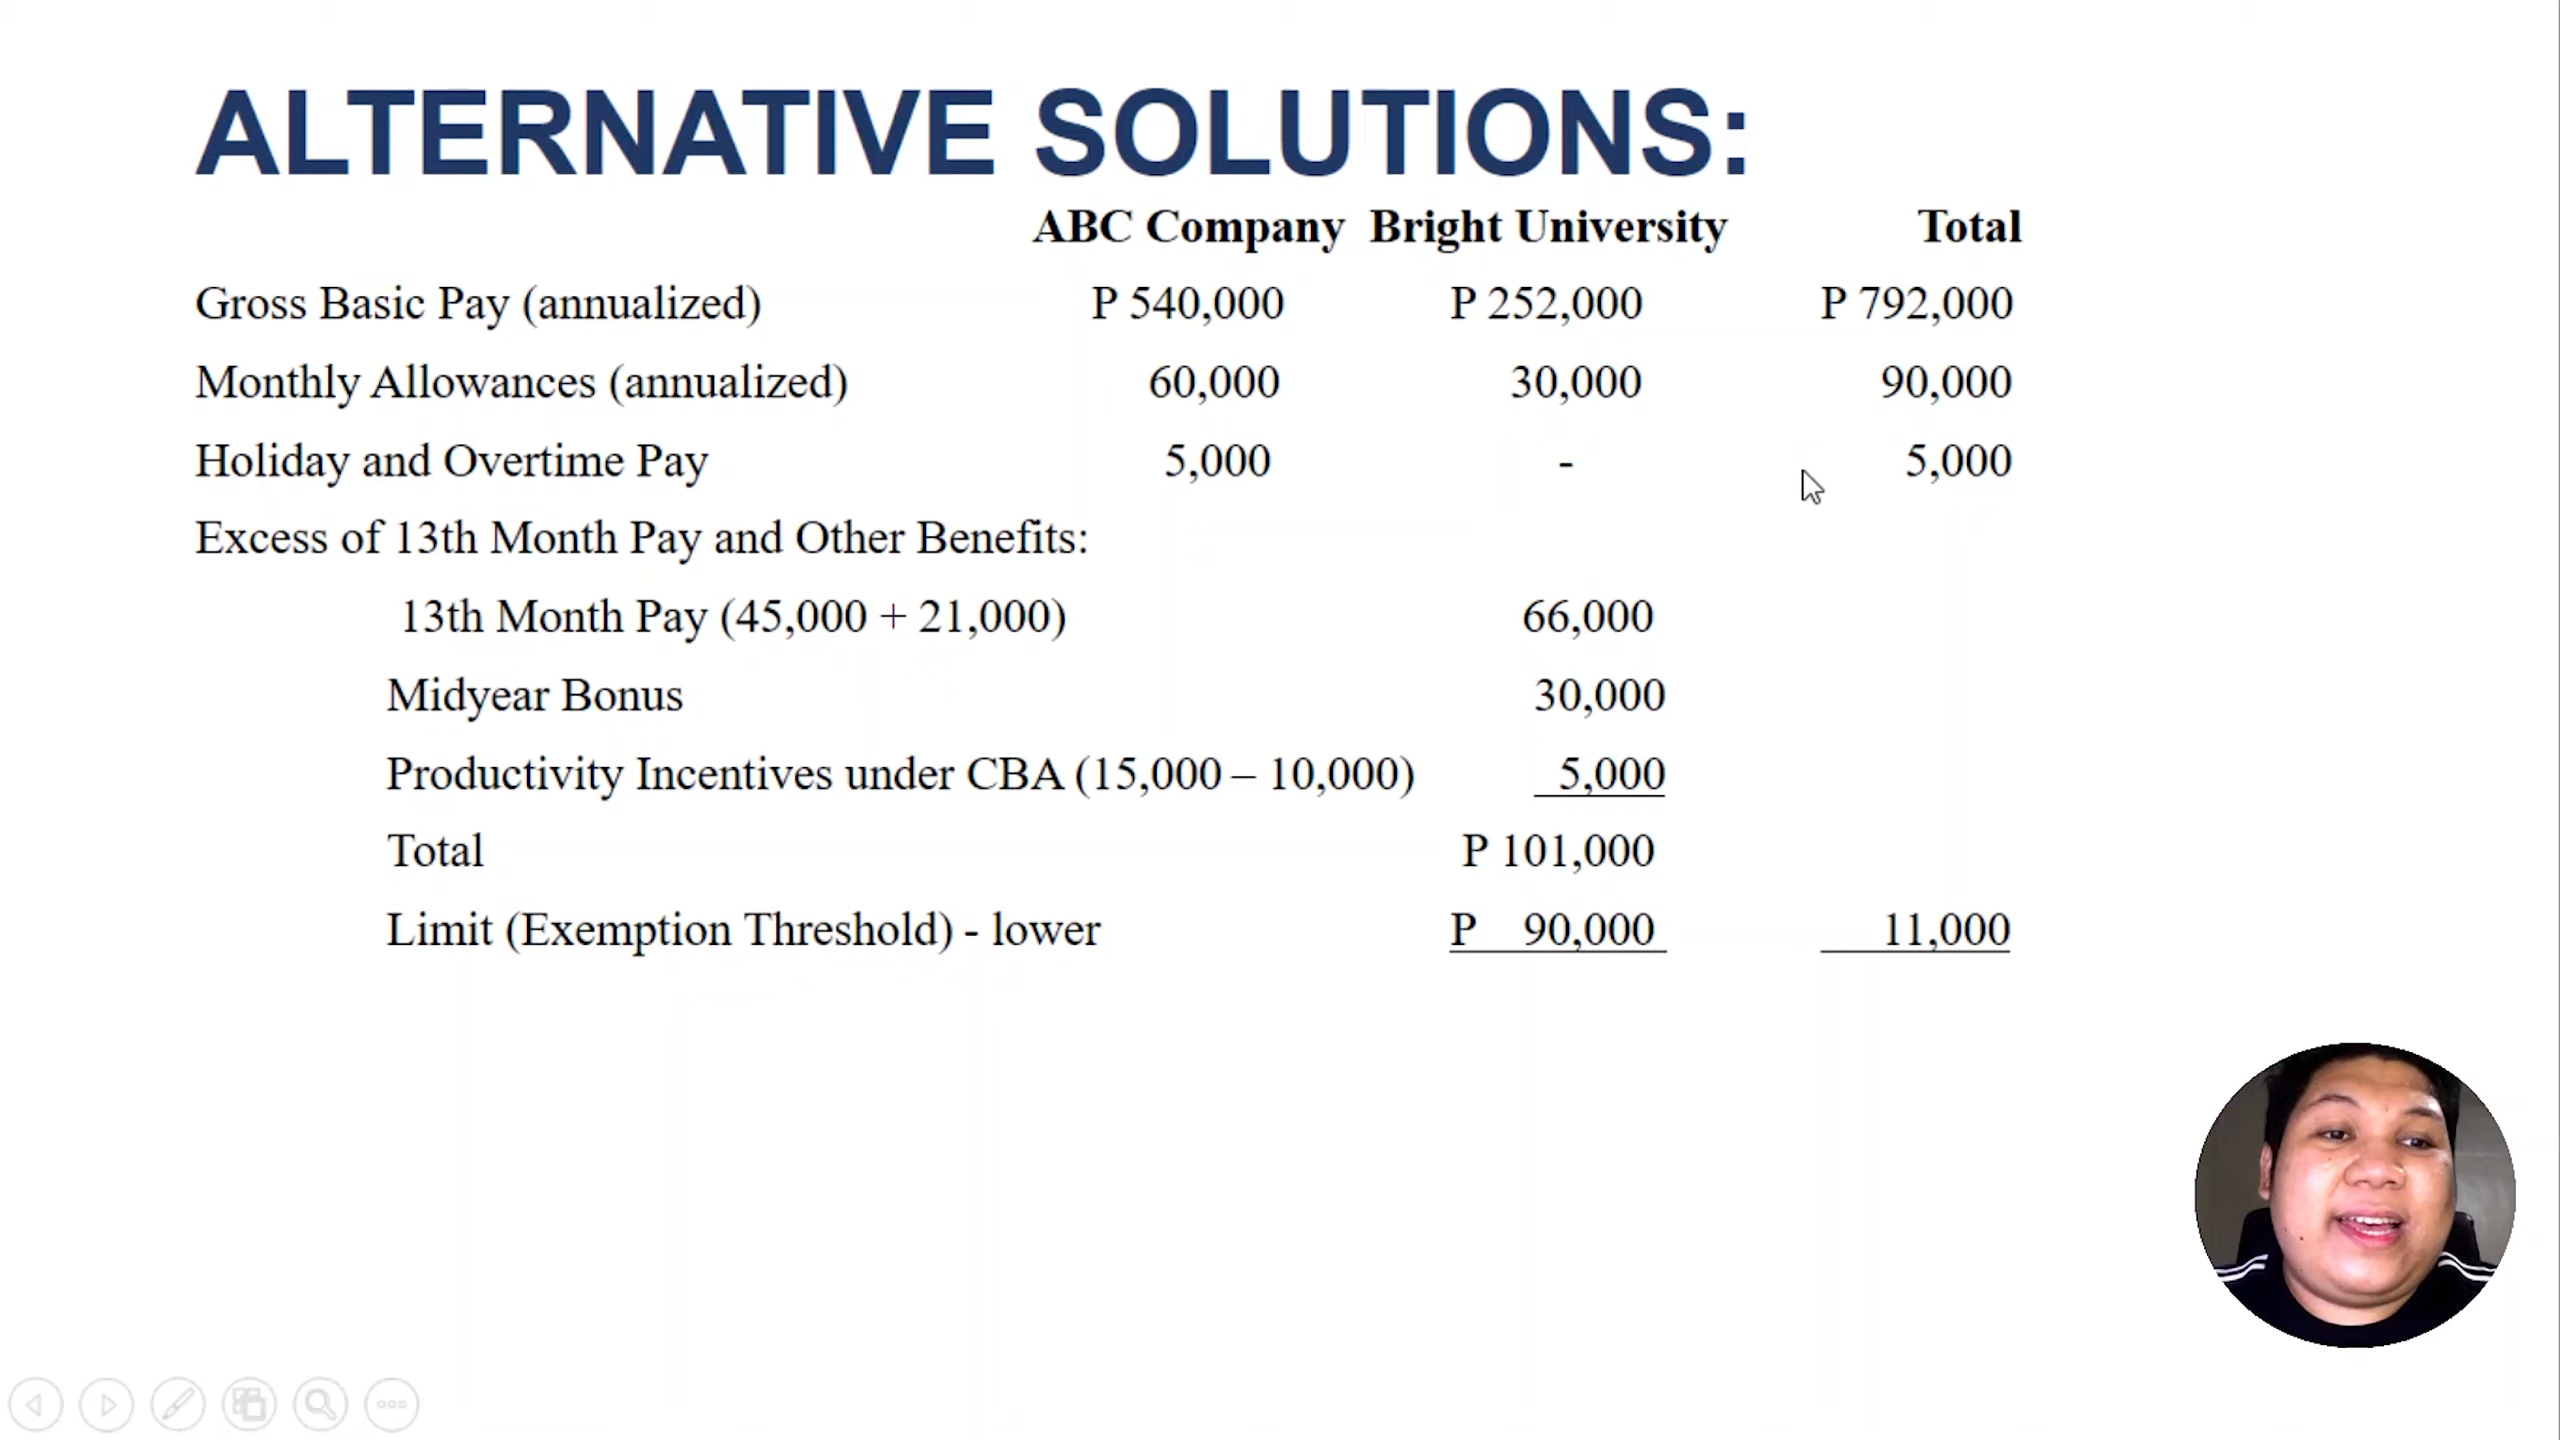 ALTERNATIVE SOLUTIONS:
ABC Company Bright University Total
Gross Basic Pay (annualized) P 540,000 P 252,000 P 792,000
Monthly Allowances (annualized) 60,000 30,000 90,000
Holiday and Overtime Pay 5,000 - 5,000
Excess of 13th Month Pay and Other Benefits:
13th Month Pay (45,000 + 21,000) 66,000
Midyear Bonus 30,000
Productivity Incentives under CBA (15,000 – 10,000) 5,000
Total P 101,000
Limit (Exemption Threshold) - lower P 90,000 11,000